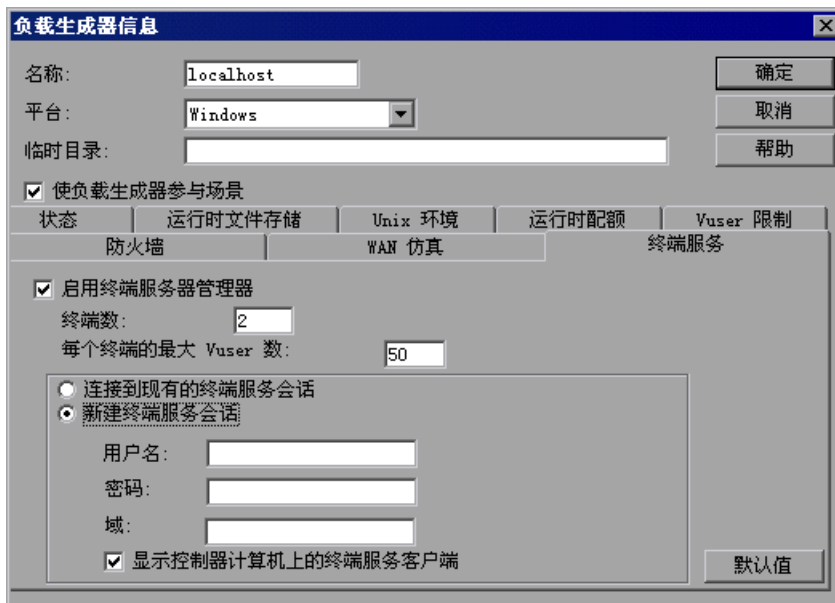 负载生成器信息
名称: localhost 确定
平台: Windows 取消
临时目录: 帮助
使负载生成器参与场景
状态 运行时文件存储 Unix 环境 运行时配额 Vuser 限制
防火墙 WAN 仿真 终端服务
启用终端服务器管理器
终端数: 2
每个终端的最大 Vuser 数: 50
连接到现有的终端服务会话
新建终端服务会话
用户名:
密码:
域:
显示控制器计算机上的终端服务客户端
默认值